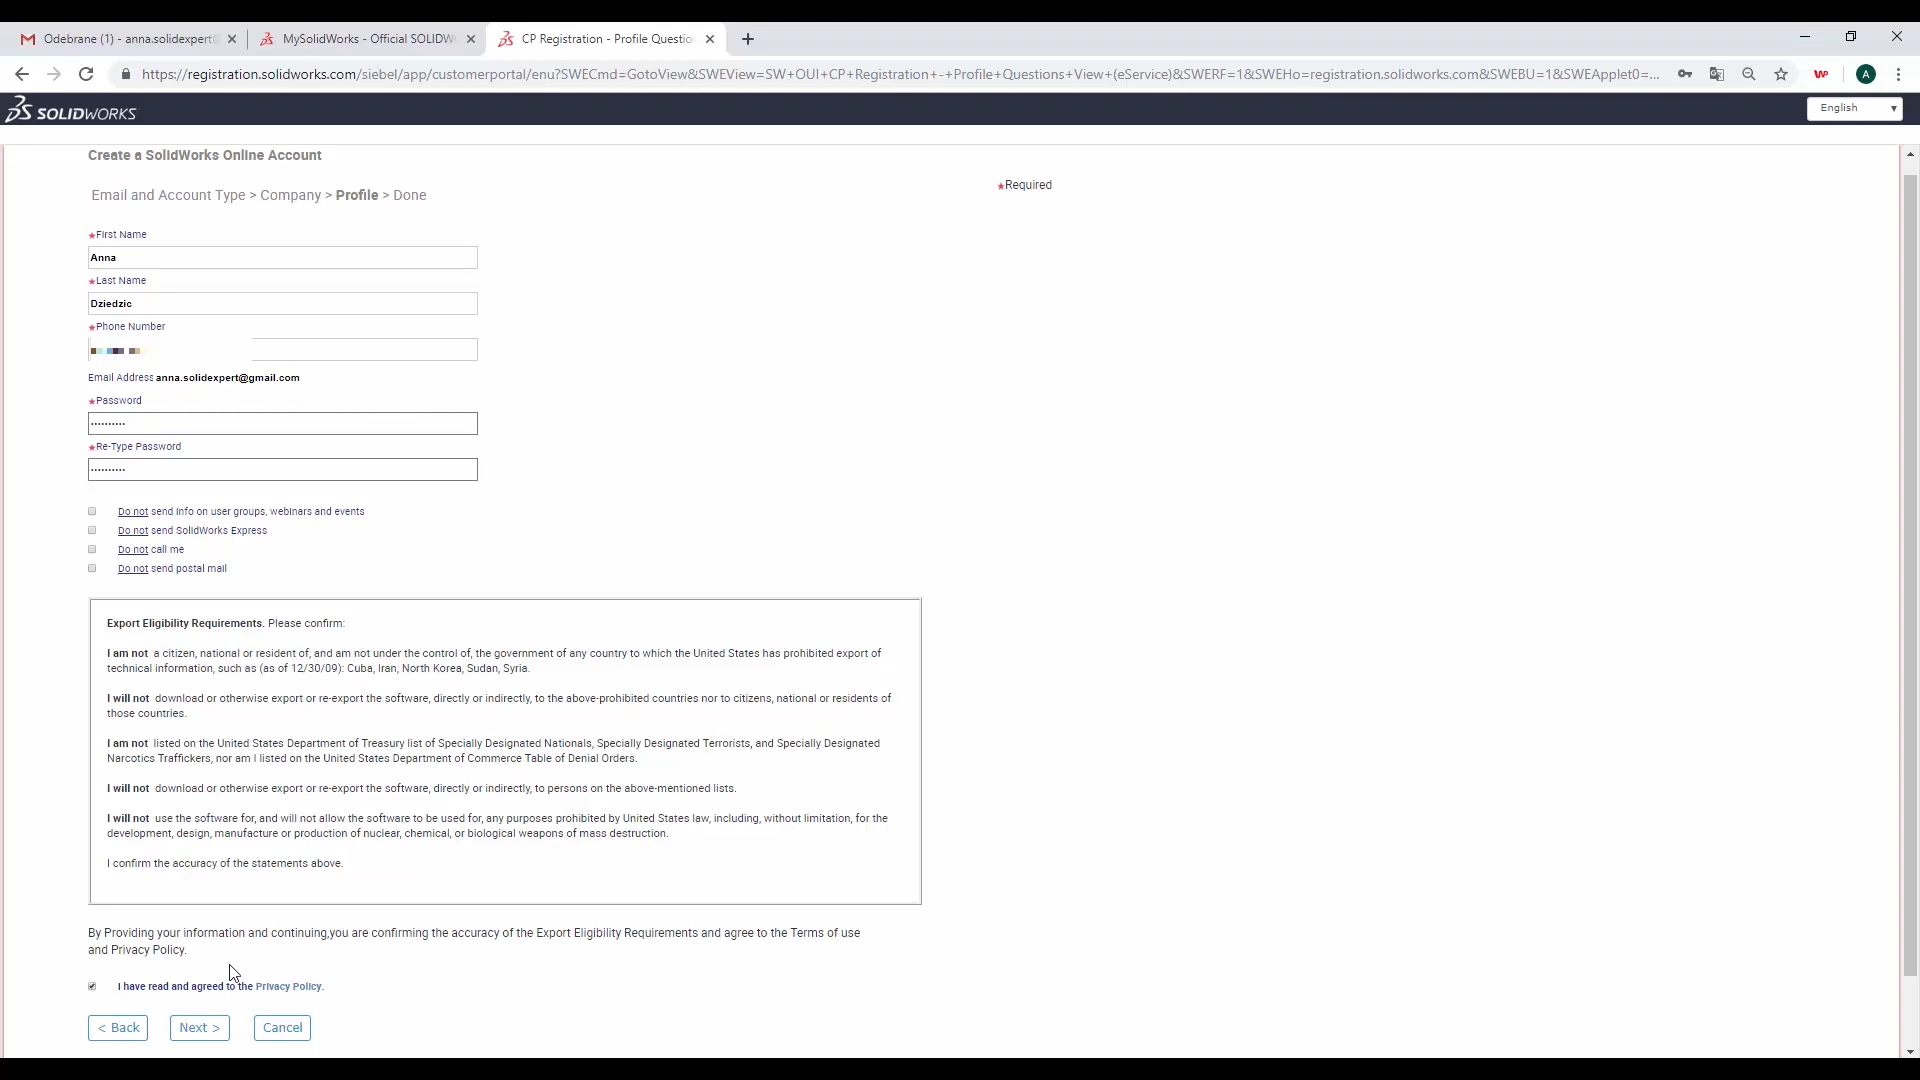 Odebrane (1) - anna.solidexpert@
MySolidWorks - Official SOLIDW
CP Registration - Profile Questio
https://registration.solidworks.com/siebel/app/customerportal/enu?SWECmd=GotoView&SWEView=SW+OUI+CP+Registration+-+Profile+Questions+View+(eService)&SWERF=1&SWEHo=registration.solidworks.com&SWEBU=1&SWEApplet0=...
A
SOLIDWORKS
English
Create a SolidWorks Online Account
Email and Account Type > Company > Profile > Done
★Required
★First Name
Anna
★Last Name
Dziedzic
★Phone Number
Email Address anna.solidexpert@gmail.com
★Password
★Re-Type Password
Do not send info on user groups, webinars and events
Do not send SolidWorks Express
Do not call me
Do not send postal mail
Export Eligibility Requirements. Please confirm:
I am not a citizen, national or resident of, and am not under the control of, the government of any country to which the United States has prohibited export of
technical information, such as (as of 12/30/09): Cuba, Iran, North Korea, Sudan, Syria.
I will not download or otherwise export or re-export the software, directly or indirectly, to the above-prohibited countries nor to citizens, national or residents of
those countries.
I am not listed on the United States Department of Treasury list of Specially Designated Nationals, Specially Designated Terrorists, and Specially Designated
Narcotics Traffickers, nor am I listed on the United States Department of Commerce Table of Denial Orders.
I will not download or otherwise export or re-export the software, directly or indirectly, to persons on the above-mentioned lists.
I will not use the software for, and will not allow the software to be used for, any purposes prohibited by United States law, including, without limitation, for the
development, design, manufacture or production of nuclear, chemical, or biological weapons of mass destruction.
I confirm the accuracy of the statements above.
By Providing your information and continuing,you are confirming the accuracy of the Export Eligibility Requirements and agree to the Terms of use
and Privacy Policy.
I have read and agreed to the Privacy Policy.
< Back
Next >
Cancel